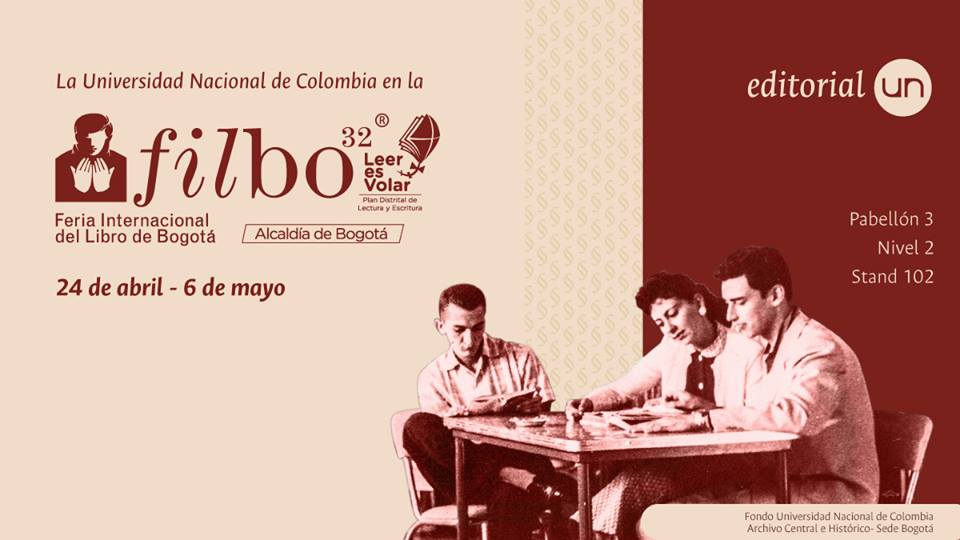 La Universidad Nacional de Colombia en la
filbo 32 ®
Leer
es
Volar
Plan Distrital de
Lectura y Escritura
Feria Internacional
del Libro de Bogotá
Alcaldía de Bogotá
24 de abril - 6 de mayo
editorial un
Pabellón 3
Nivel 2
Stand 102
Fondo Universidad Nacional de Colombia
Archivo Central e Histórico- Sede Bogotá